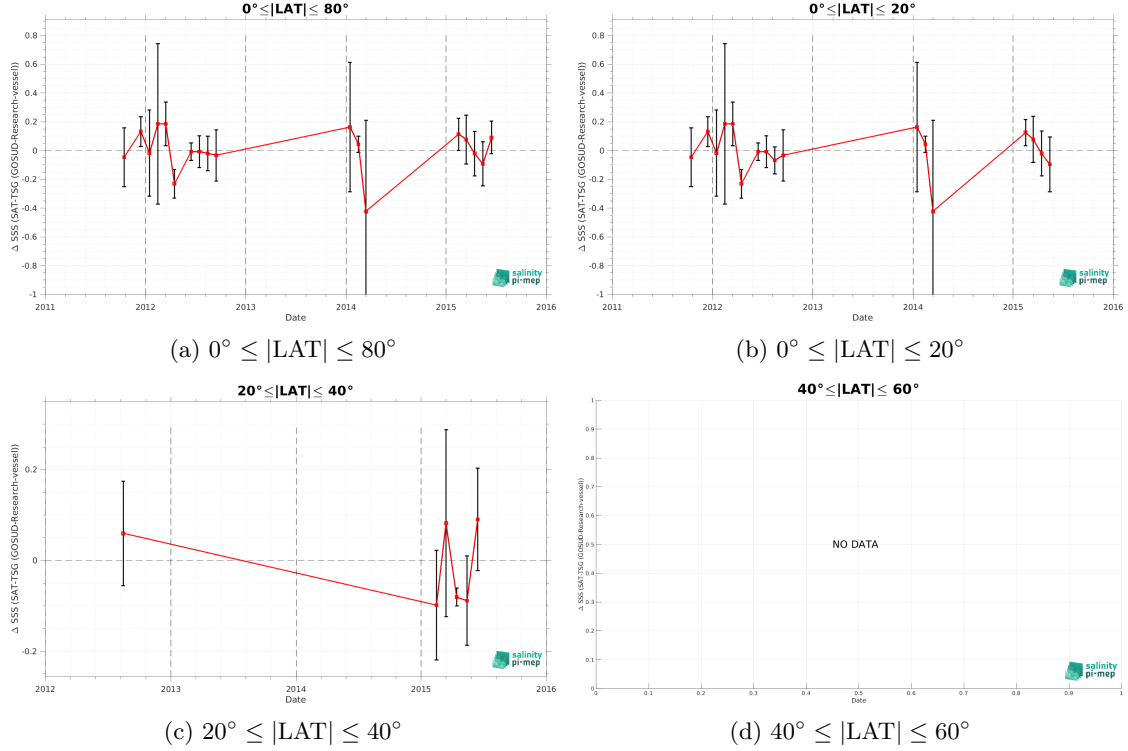 0°≤|LAT|≤ 80°
Δ SSS (SAT-TSG (GOSUD-Research-vessel))
0.8
0.6
0.4
0.2
0
-0.2
-0.4
-0.6
-0.8
-1
2011 2012 2013 2014 2015 2016
Date
salinity
pi-mep
(a) 0° ≤ |LAT| ≤ 80°
0°≤|LAT|≤ 20°
Δ SSS (SAT-TSG (GOSUD-Research-vessel))
0.8
0.6
0.4
0.2
0
-0.2
-0.4
-0.6
-0.8
-1
2011 2012 2013 2014 2015 2016
Date
salinity
pi-mep
(b) 0° ≤ |LAT| ≤ 20°
20°≤|LAT|≤ 40°
Δ SSS (SAT-TSG (GOSUD-Research-vessel))
0.2
0
-0.2
2012 2013 2014 2015 2016
Date
salinity
pi-mep
(c) 20° ≤ |LAT| ≤ 40°
40°≤|LAT|≤ 60°
Δ SSS (SAT-TSG (GOSUD-Research-vessel))
1
0.9
0.8
0.7
0.6
0.5
0.4
0.3
0.2
0.1
0
NO DATA
0 0.1 0.2 0.3 0.4 0.5 0.6 0.7 0.8 0.9 1
Date
salinity
pi-mep
(d) 40° ≤ |LAT| ≤ 60°